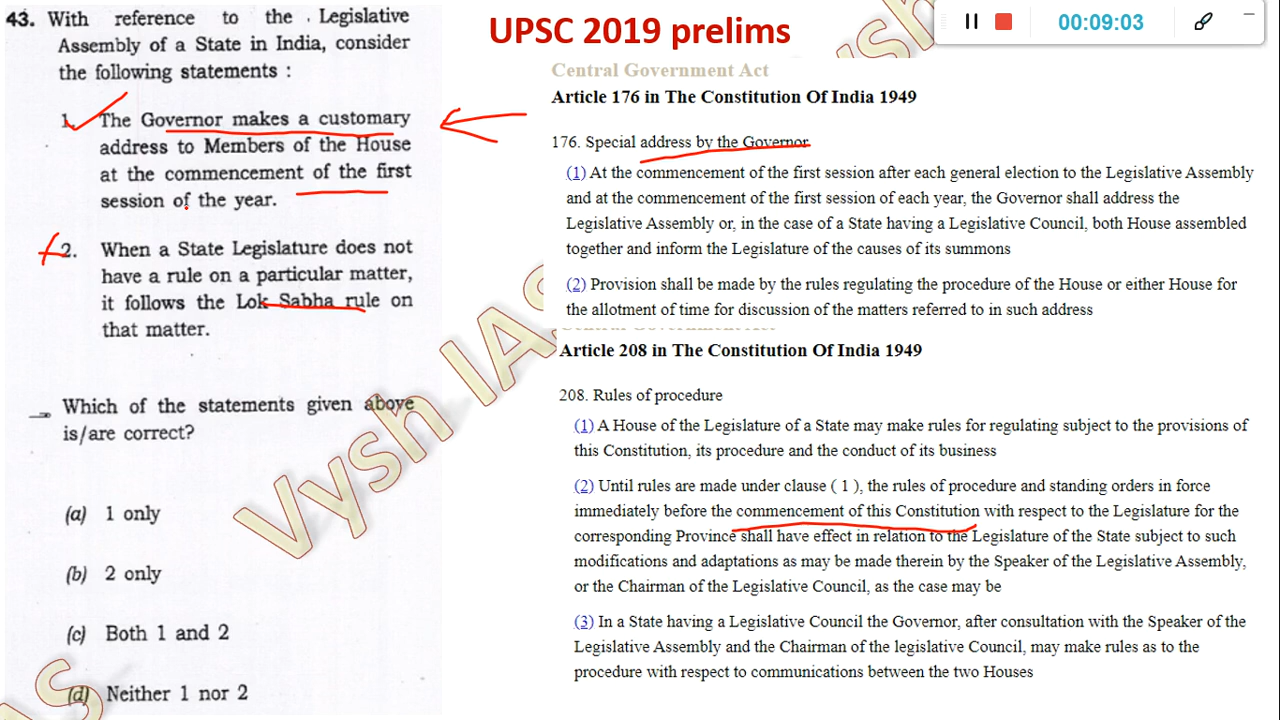 43. With reference to the Legislative
Assembly of a State in India, consider
the following statements :
1. The Governor makes a customary
address to Members of the House
at the commencement of the first
session of the year.
2. When a State Legislature does not
have a rule on a particular matter,
it follows the Lok Sabha rule on
that matter.
Which of the statements given above
is/are correct?
(a) 1 only
(b) 2 only
(c) Both 1 and 2
(d) Neither 1 nor 2
UPSC 2019 prelims
00:09:03
Central Government Act
Article 176 in The Constitution Of India 1949
176. Special address by the Governor
(1) At the commencement of the first session after each general election to the Legislative Assembly
and at the commencement of the first session of each year, the Governor shall address the
Legislative Assembly or, in the case of a State having a Legislative Council, both House assembled
together and inform the Legislature of the causes of its summons
(2) Provision shall be made by the rules regulating the procedure of the House or either House for
the allotment of time for discussion of the matters referred to in such address
Central Government Act
Article 208 in The Constitution Of India 1949
208. Rules of procedure
(1) A House of the Legislature of a State may make rules for regulating subject to the provisions of
this Constitution, its procedure and the conduct of its business
(2) Until rules are made under clause ( 1 ), the rules of procedure and standing orders in force
immediately before the commencement of this Constitution with respect to the Legislature for the
corresponding Province shall have effect in relation to the Legislature of the State subject to such
modifications and adaptations as may be made therein by the Speaker of the Legislative Assembly,
or the Chairman of the Legislative Council, as the case may be
(3) In a State having a Legislative Council the Governor, after consultation with the Speaker of the
Legislative Assembly and the Chairman of the legislative Council, may make rules as to the
procedure with respect to communications between the two Houses
Vysh IAS